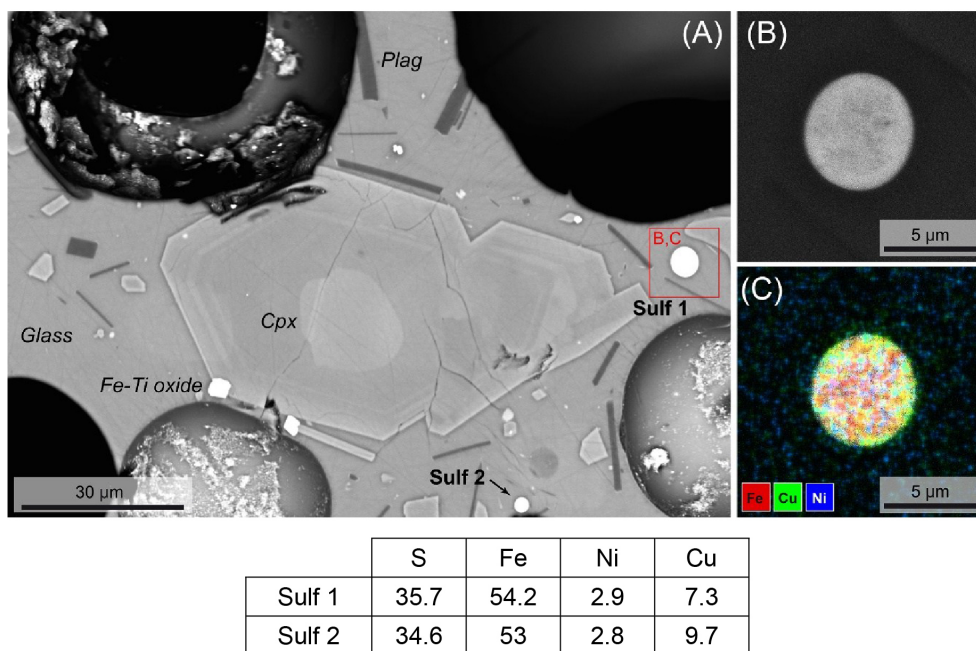 (A)
Plag
B,C
Sulf 1
Glass
Cpx
Fe-Ti oxide
Sulf 2
30 µm
(B)
5 µm
(C)
Fe Cu Ni
5 µm
S Fe Ni Cu
Sulf 1 35.7 54.2 2.9 7.3
Sulf 2 34.6 53 2.8 9.7